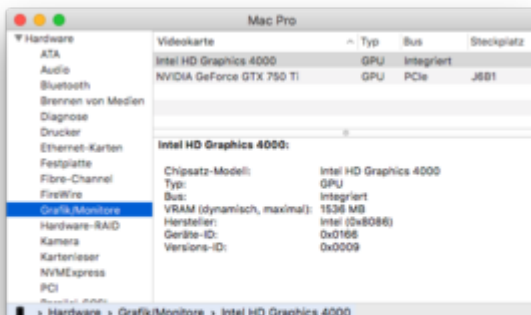 Mac Pro
Hardware
ATA
Audio
Bluetooth
Brennen von Medien
Diagnose
Drucker
Ethernet-Karten
Festplatte
Fibre-Channel
FireWire
Grafik/Monitore
Hardware-RAID
Kamera
Kartenleser
NVMExpress
PCI
Parallel-SCSI
Videokarte Typ Bus Steckplatz
Intel HD Graphics 4000 GPU Integriert
NVIDIA GeForce GTX 750 Ti GPU PCIe J6B1
Intel HD Graphics 4000:
Chipsatz-Modell: Intel HD Graphics 4000
Typ: GPU
Bus: Integriert
VRAM (dynamisch, maximal): 1536 MB
Hersteller: Intel (0x8086)
Geräte-ID: 0x0166
Versions-ID: 0x0009
Hardware › Grafik/Monitore › Intel HD Graphics 4000